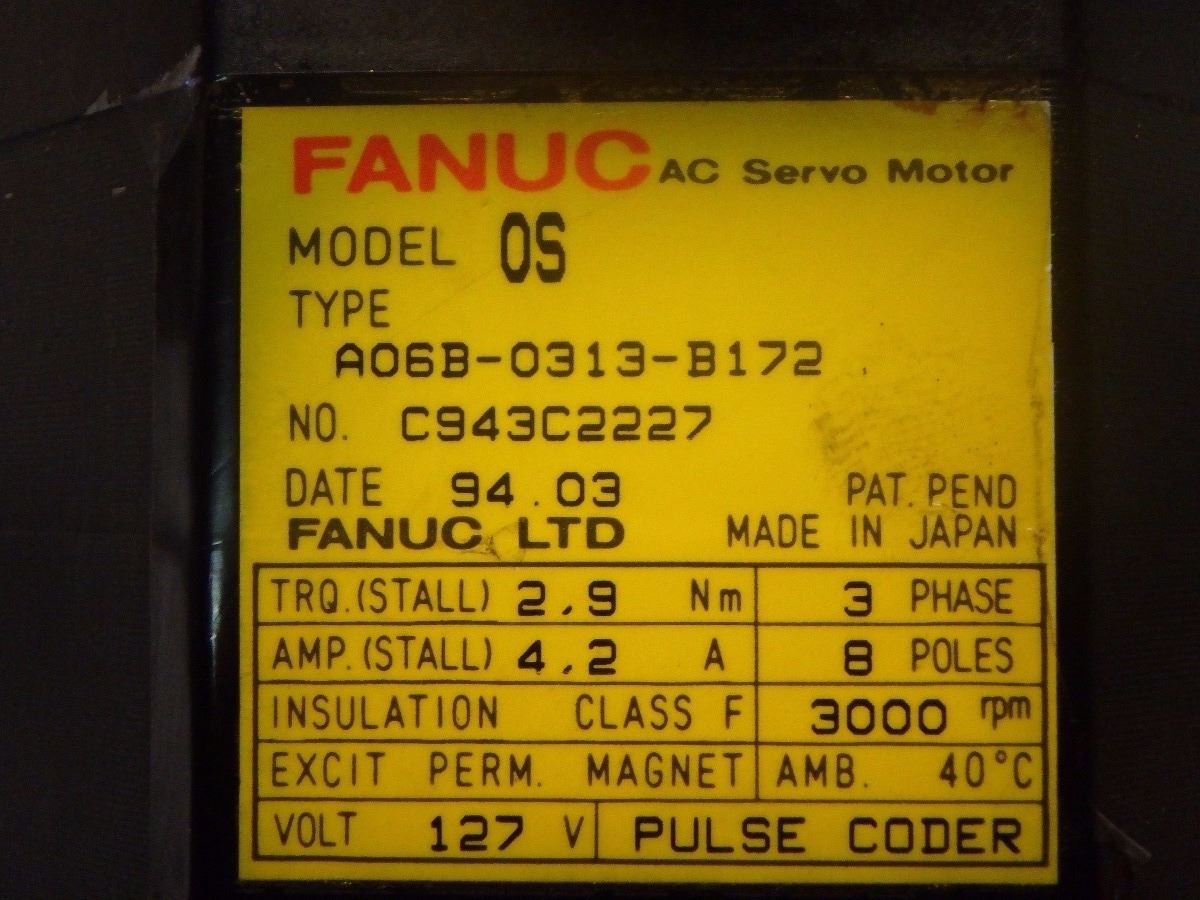 FANUC AC Servo Motor
MODEL 0S
TYPE
A06B-0313-B172
NO. C943C2227
DATE 94.03 PAT. PEND
FANUC LTD MADE IN JAPAN
TRQ.(STALL) 2.9 Nm 3 PHASE
AMP.(STALL) 4.2 A 8 POLES
INSULATION CLASS F 3000 rpm
EXCIT PERM. MAGNET AMB. 40°C
VOLT 127 V PULSE CODER